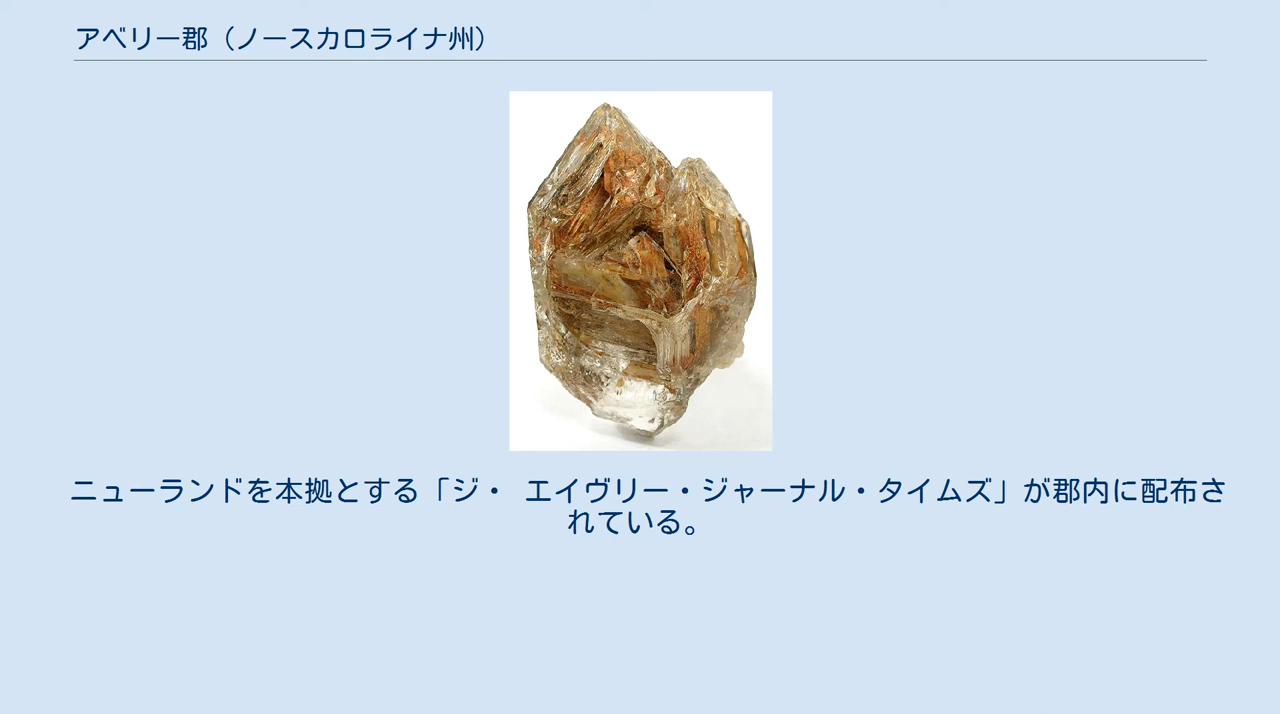 アベリー郡（ノースカロライナ州）
ニューランドを本拠とする「ジ・ エイヴリー・ジャーナル・タイムズ」が郡内に配布さ
れている。